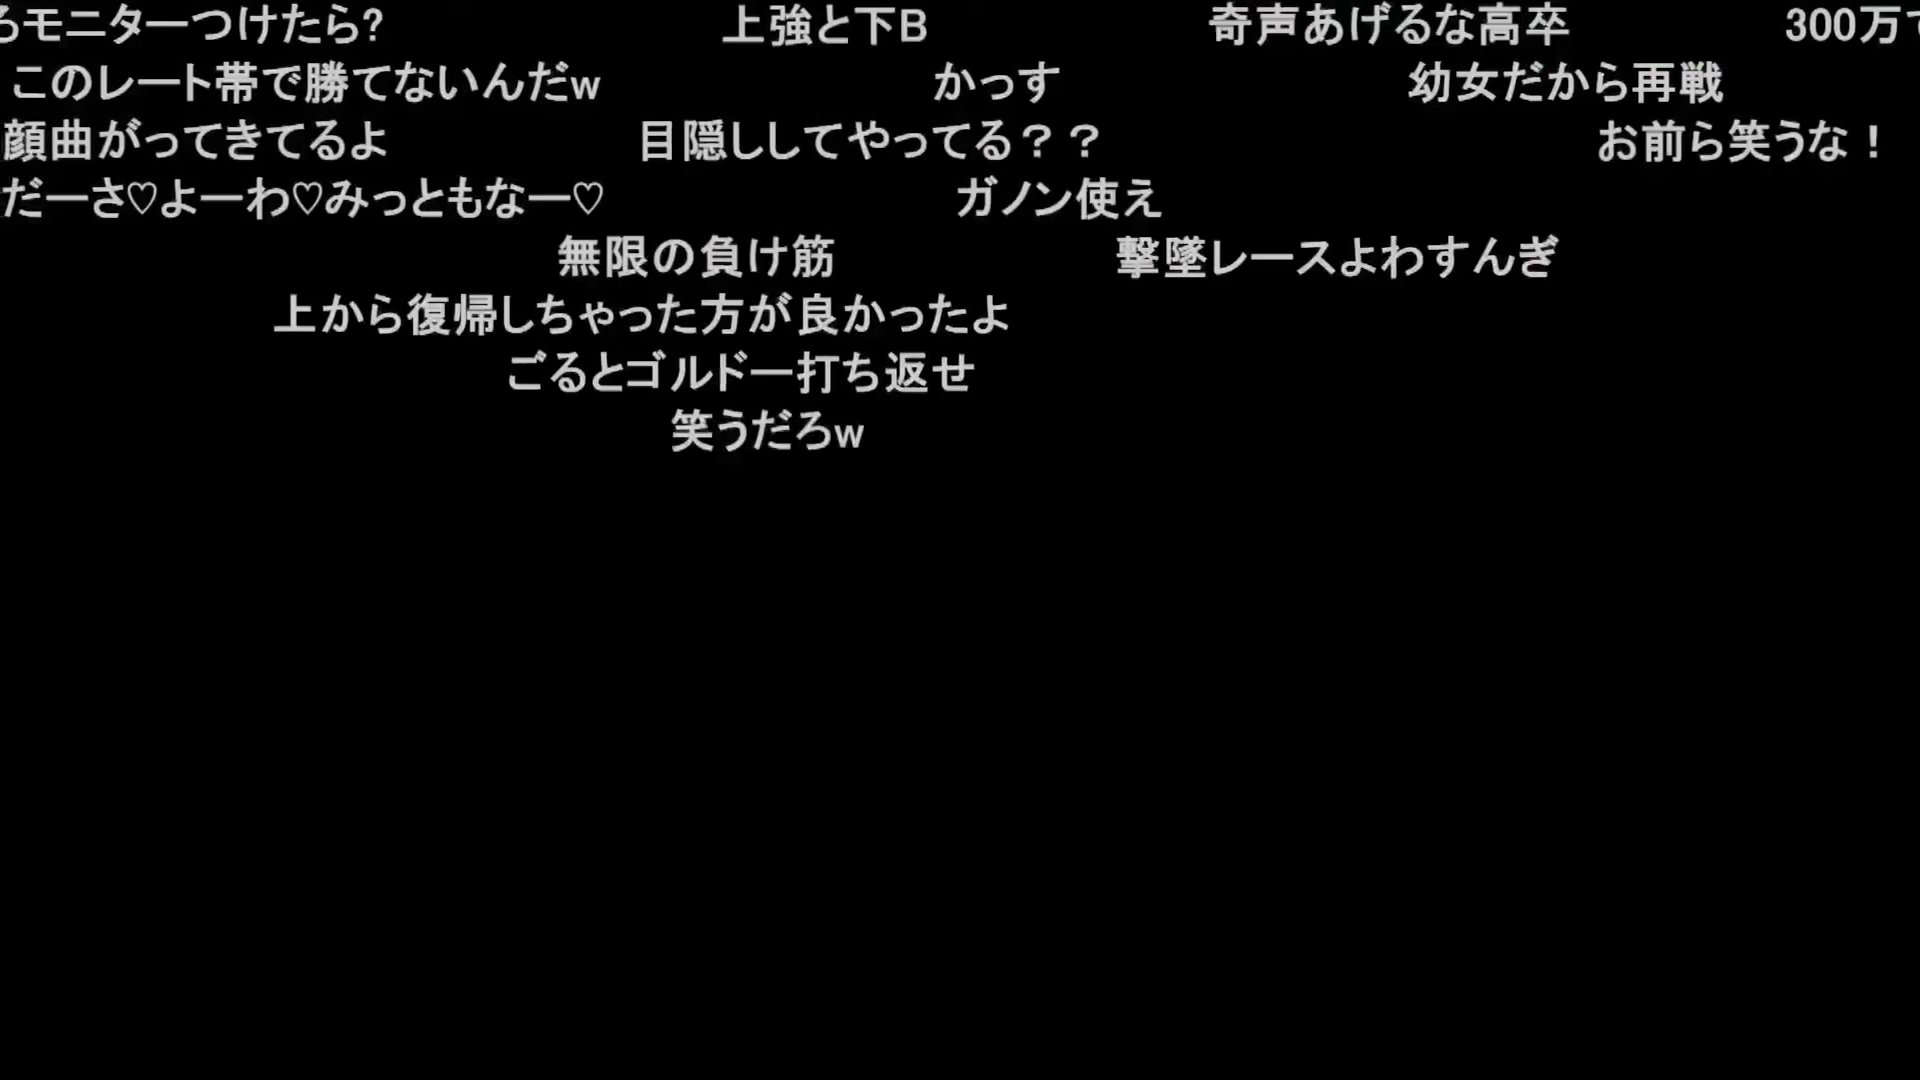 ろモニターつけたら? 上強と下B 奇声あげるな高卒 300万で
このレート帯で勝てないんだw かっす 幼女だから再戦
顔曲がってきてるよ 目隠ししてやってる？？ お前ら笑うな！
だーさ♡よーわ♡みっともなー♡ ガノン使え
無限の負け筋 撃墜レースよわすんぎ
上から復帰しちゃった方が良かったよ
ごるとゴルドー打ち返せ
笑うだろw